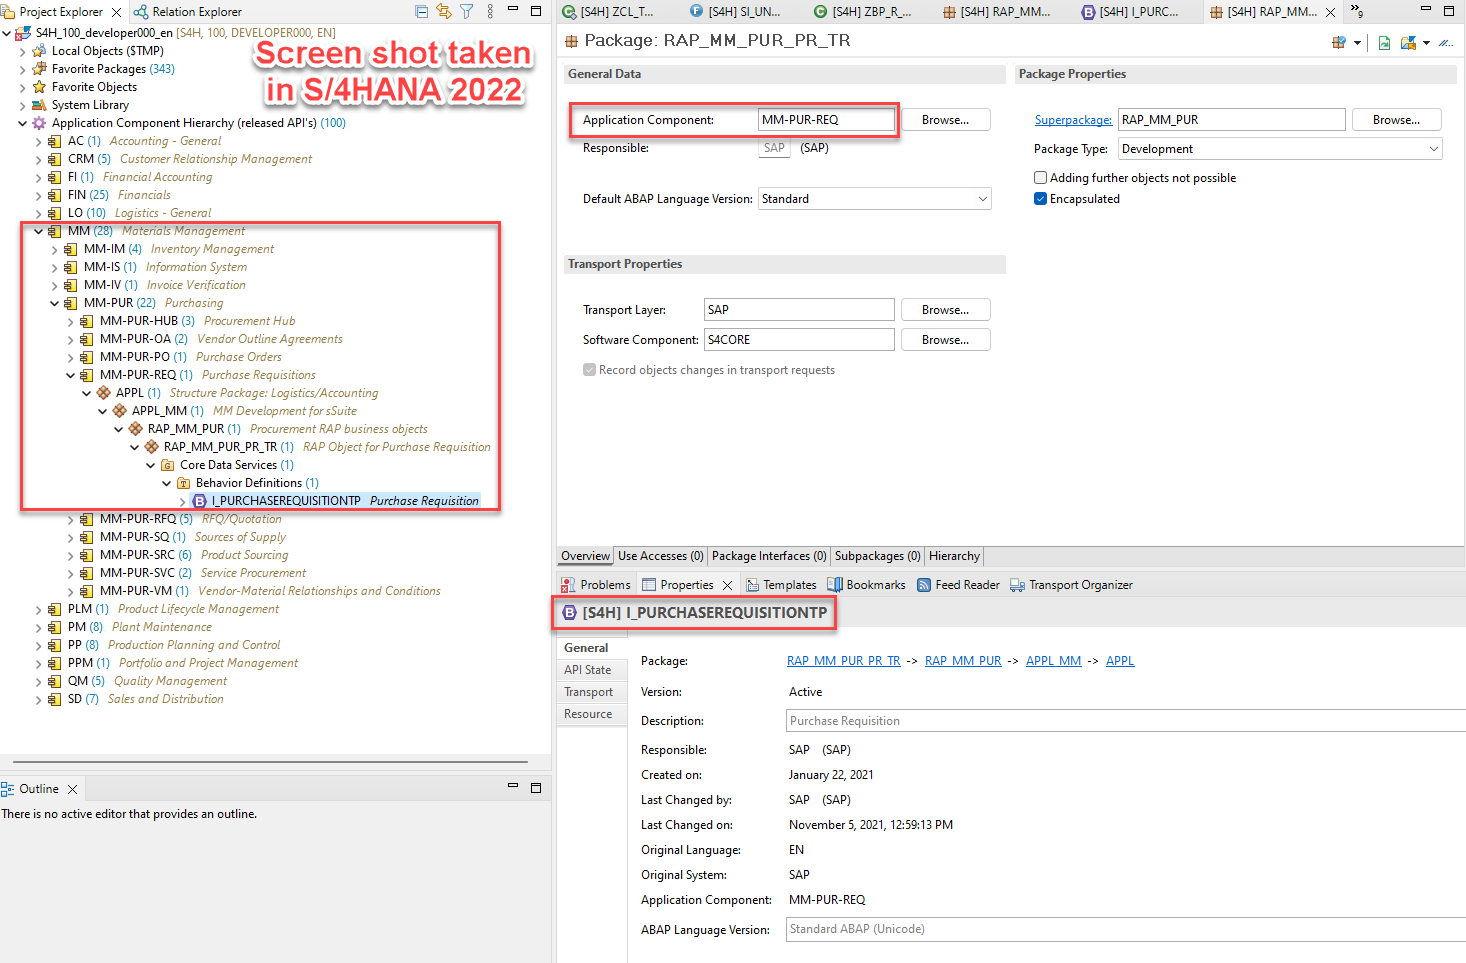 Project Explorer
Relation Explorer
S4H_100_developer000_en [S4H, 100, DEVELOPER000, EN]
Local Objects ($TMP)
Favorite Packages (343)
Favorite Objects
System Library
Application Component Hierarchy (released API's) (100)
AC (1) Accounting - General
CRM (5) Customer Relationship Management
FI (1) Financial Accounting
FIN (25) Financials
LO (10) Logistics - General
MM (28) Materials Management
MM-IM (4) Inventory Management
MM-IS (1) Information System
MM-IV (1) Invoice Verification
MM-PUR (22) Purchasing
MM-PUR-HUB (3) Procurement Hub
MM-PUR-OA (2) Vendor Outline Agreements
MM-PUR-PO (1) Purchase Orders
MM-PUR-REQ (1) Purchase Requisitions
APPL (1) Structure Package: Logistics/Accounting
APPL_MM (1) MM Development for sSuite
RAP_MM_PUR (1) Procurement RAP business objects
RAP_MM_PUR_PR_TR (1) RAP Object for Purchase Requisition
Core Data Services (1)
Behavior Definitions (1)
I_PURCHASEREQUISITIONTP Purchase Requisition
MM-PUR-RFQ (5) RFQ/Quotation
MM-PUR-SQ (1) Sources of Supply
MM-PUR-SRC (6) Product Sourcing
MM-PUR-SVC (2) Service Procurement
MM-PUR-VM (1) Vendor-Material Relationships and Conditions
PLM (1) Product Lifecycle Management
PM (8) Plant Maintenance
PP (8) Production Planning and Control
PPM (1) Portfolio and Project Management
QM (5) Quality Management
SD (7) Sales and Distribution
Screen shot taken
in S/4HANA 2022
Outline
There is no active editor that provides an outline.
[S4H] ZCL_T... [S4H] SI_UN... [S4H] ZBP_R_... [S4H] RAP_MM... [S4H] I_PURC... [S4H] RAP_MM... 9
Package: RAP_MM_PUR_PR_TR
General Data
Application Component: MM-PUR-REQ Browse...
Responsible: SAP (SAP)
Default ABAP Language Version: Standard
Package Properties
Superpackage: RAP_MM_PUR Browse...
Package Type: Development
Adding further objects not possible
Encapsulated
Transport Properties
Transport Layer: SAP Browse...
Software Component: S4CORE Browse...
Record objects changes in transport requests
Overview Use Accesses (0) Package Interfaces (0) Subpackages (0) Hierarchy
Problems Properties Templates Bookmarks Feed Reader Transport Organizer
[S4H] I_PURCHASEREQUISITIONTP
General
API State
Transport
Resource
Package: RAP_MM_PUR_PR_TR -> RAP_MM_PUR -> APPL_MM -> APPL
Version: Active
Description: Purchase Requisition
Responsible: SAP (SAP)
Created on: January 22, 2021
Last Changed by: SAP (SAP)
Last Changed on: November 5, 2021, 12:59:13 PM
Original Language: EN
Original System: SAP
Application Component: MM-PUR-REQ
ABAP Language Version: Standard ABAP (Unicode)